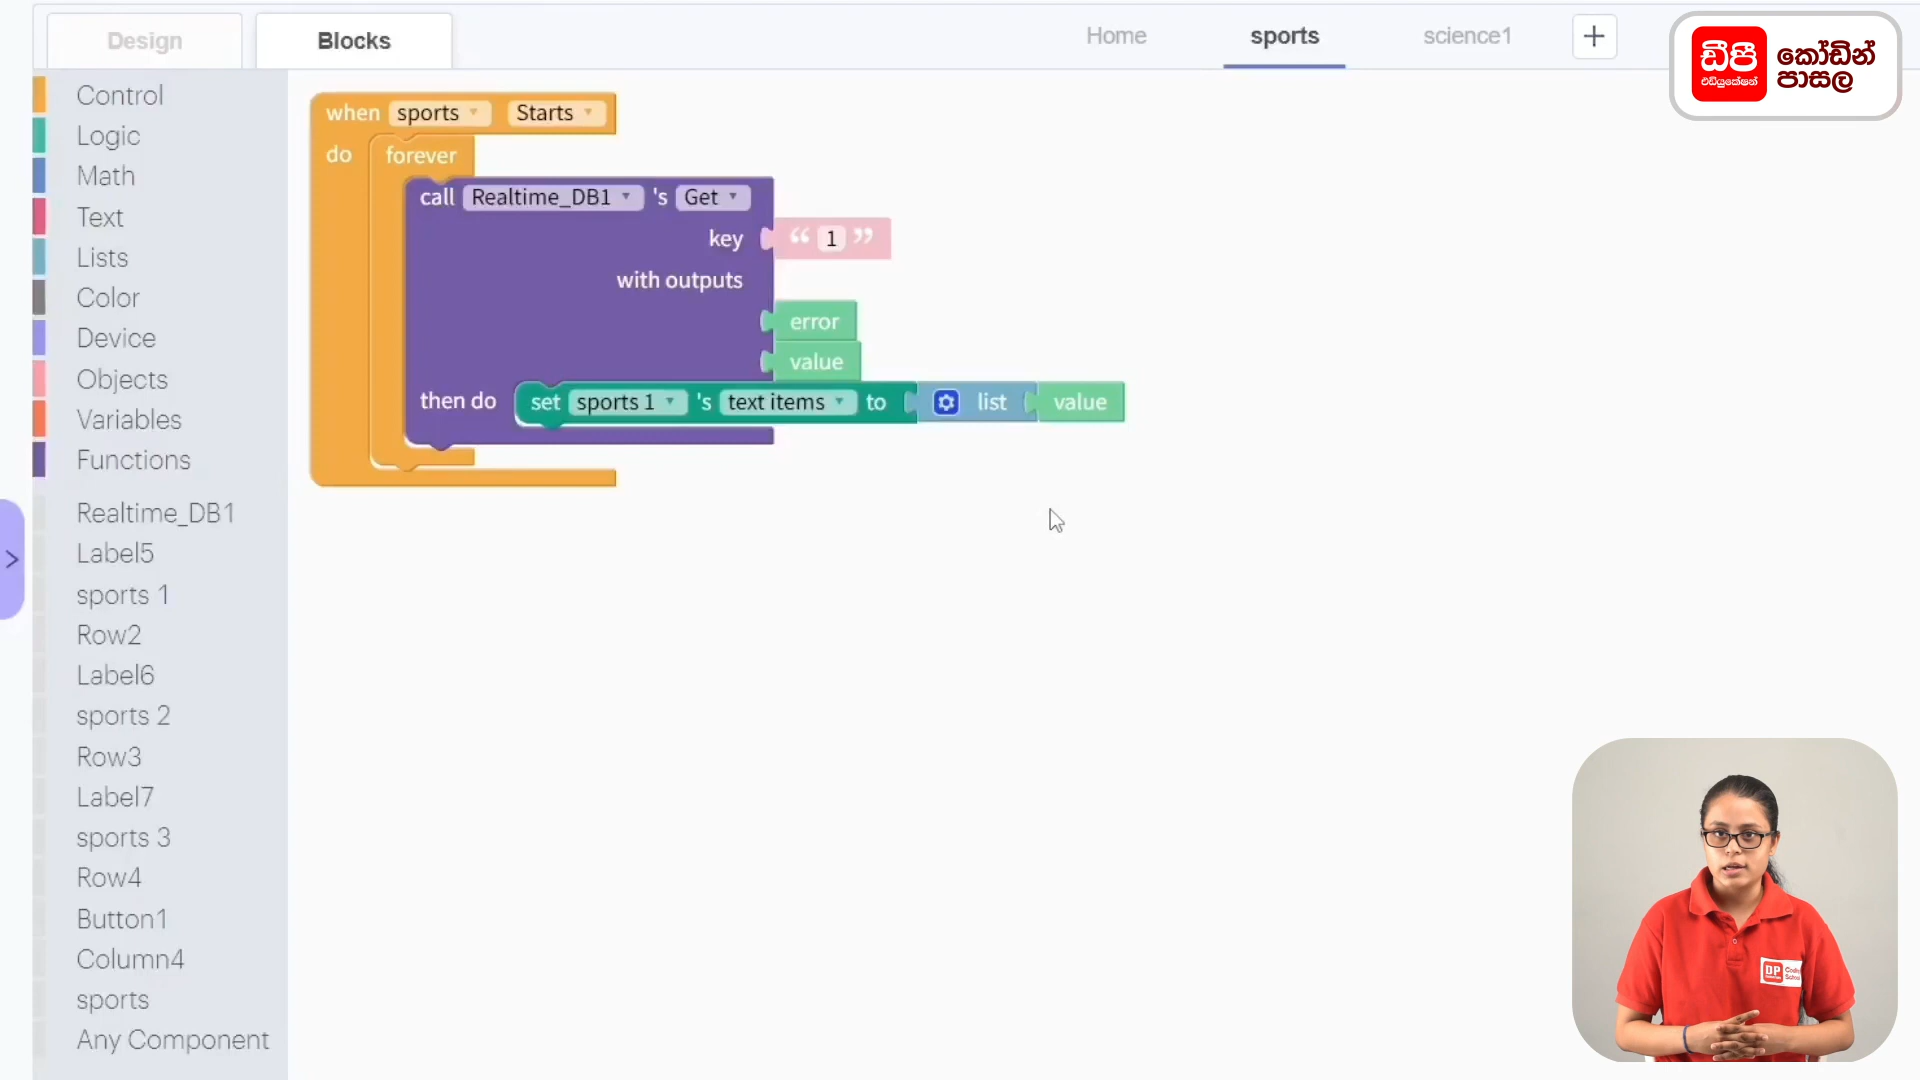 Design
Blocks
Home
sports
science1
+
ඩීපී
එඩියුකේෂන්
කෝඩින්
පාසල
Control
Logic
Math
Text
Lists
Color
Device
Objects
Variables
Functions
Realtime_DB1
Label5
sports 1
Row2
Label6
sports 2
Row3
Label7
sports 3
Row4
Button1
Column4
sports
Any Component
when sports Starts
do forever
call Realtime_DB1 's Get
key “ 1 ”
with outputs
error
value
then do set sports 1 's text items to list value
DP